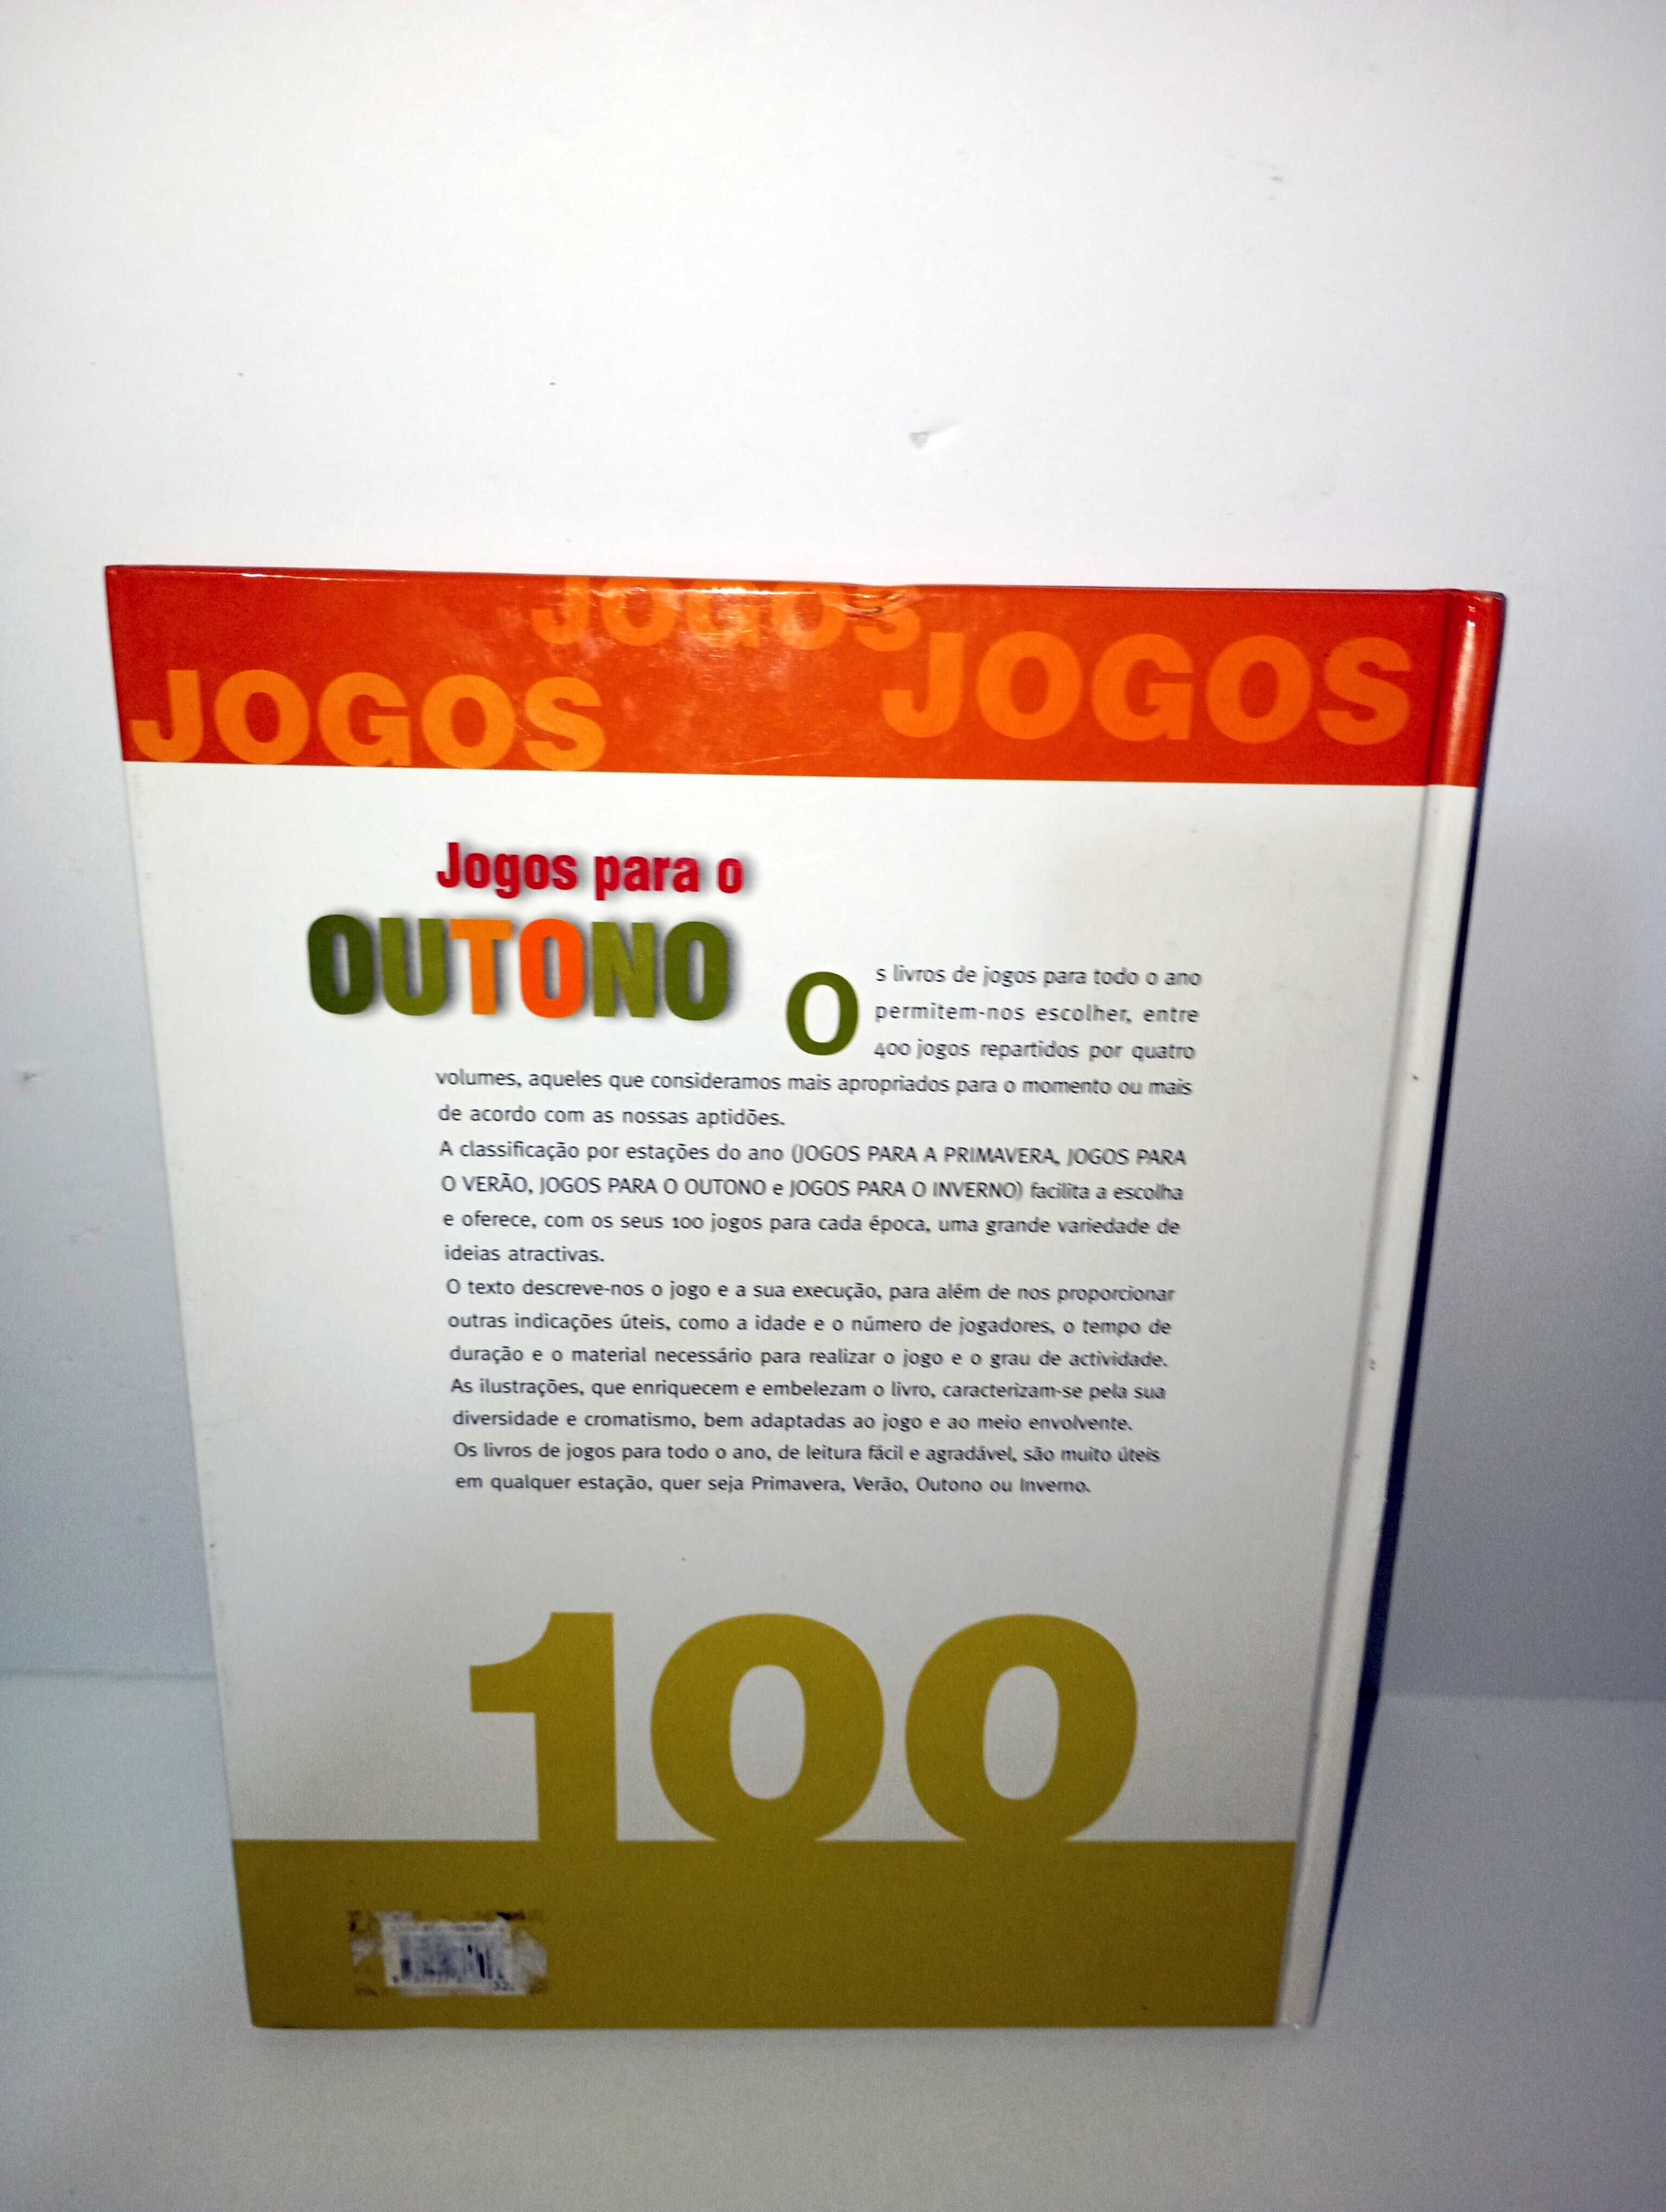 JOGOS
JOGOS
JOGOS
Jogos para o
OUTONO
Os livros de jogos para todo o ano
permitem-nos escolher, entre
400 jogos repartidos por quatro
volumes, aqueles que consideramos mais apropriados para o momento ou mais
de acordo com as nossas aptidões.
A classificação por estações do ano (JOGOS PARA A PRIMAVERA, JOGOS PARA
O VERÃO, JOGOS PARA O OUTONO e JOGOS PARA O INVERNO) facilita a escolha
e oferece, com os seus 100 jogos para cada época, uma grande variedade de
ideias atractivas.
O texto descreve-nos o jogo e a sua execução, para além de nos proporcionar
outras indicações úteis, como a idade e o número de jogadores, o tempo de
duração e o material necessário para realizar o jogo e o grau de actividade.
As ilustrações, que enriquecem e embelezam o livro, caracterizam-se pela sua
diversidade e cromatismo, bem adaptadas ao jogo e ao meio envolvente.
Os livros de jogos para todo o ano, de leitura fácil e agradável, são muito úteis
em qualquer estação, quer seja Primavera, Verão, Outono ou Inverno.
100